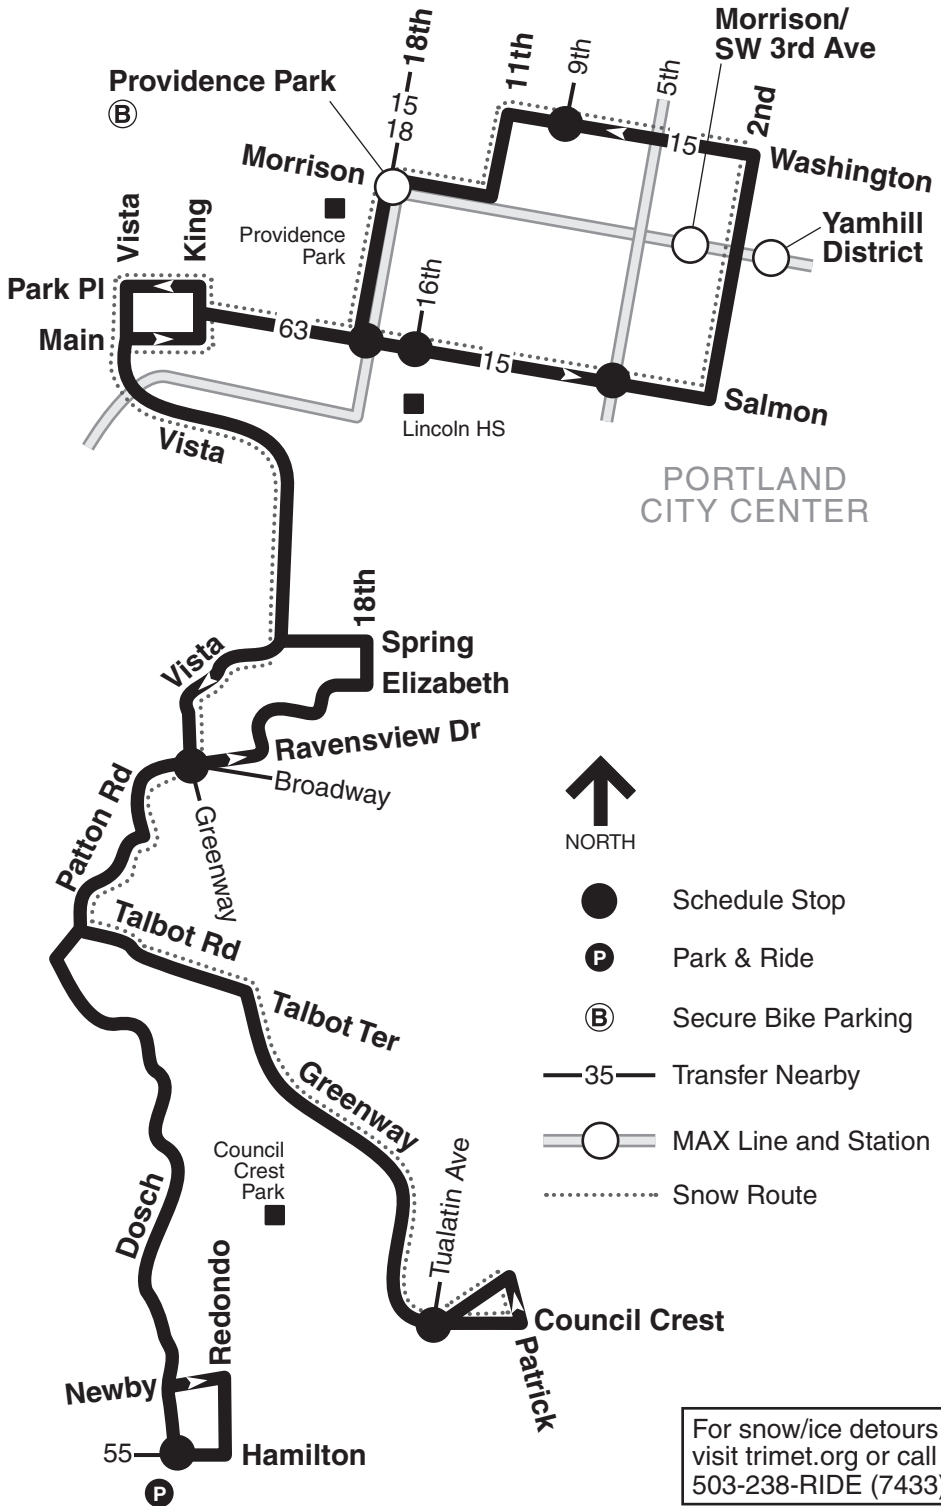 Morrison/
SW 3rd Ave
18th
11th
9th
5th
2nd
Providence Park
B
15
18
Morrison
15
Washington
Yamhill
District
Vista
King
Providence
Park
16th
Park Pl
Main
63
15
Salmon
Lincoln HS
Vista
PORTLAND
CITY CENTER
18th
Spring
Vista
Elizabeth
Ravensview Dr
Broadway
Patton Rd
Greenway
NORTH
Schedule Stop
P
Park & Ride
B
Secure Bike Parking
35
Transfer Nearby
MAX Line and Station
Snow Route
Talbot Rd
Talbot Ter
Greenway
Council
Crest
Park
Tualatin Ave
Dosch
Redondo
Council Crest
Patrick
Newby
55
Hamilton
P
For snow/ice detours
visit trimet.org or call
503-238-RIDE (7433)